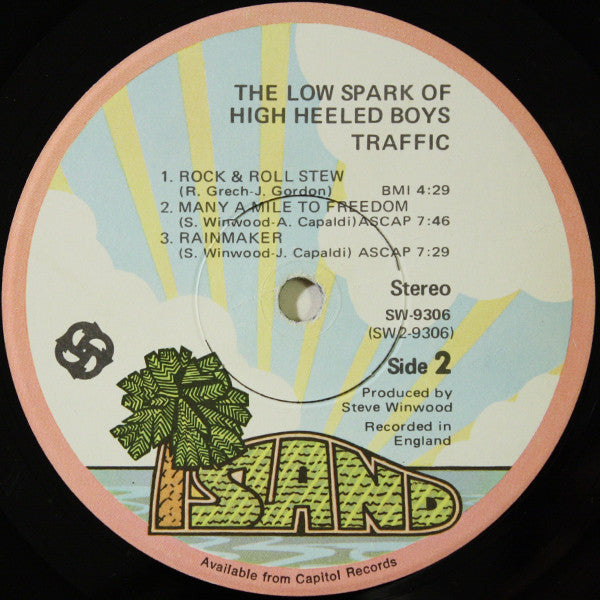 THE LOW SPARK OF
HIGH HEELED BOYS
TRAFFIC
1. ROCK & ROLL STEW
(R. Grech-J. Gordon) BMI 4:29
2. MANY A MILE TO FREEDOM
(S. Winwood-A. Capaldi) ASCAP 7:46
3. RAINMAKER
(S. Winwood-J. Capaldi) ASCAP 7:29
Stereo
SW-9306
(SW2-9306)
Side 2
Produced by
Steve Winwood
Recorded in
England
ISLAND
Available from Capitol Records